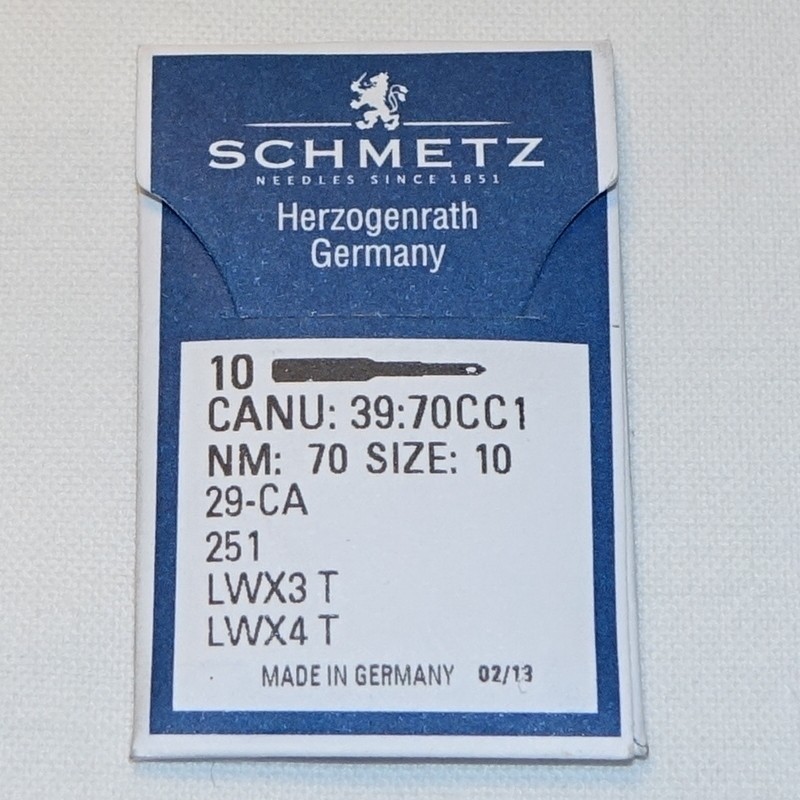 SCHMETZ
NEEDLES SINCE 1851
Herzogenrath
Germany
10
CANU: 39:70CC1
NM: 70 SIZE: 10
29-CA
251
LWX3 T
LWX4 T
MADE IN GERMANY 02/13